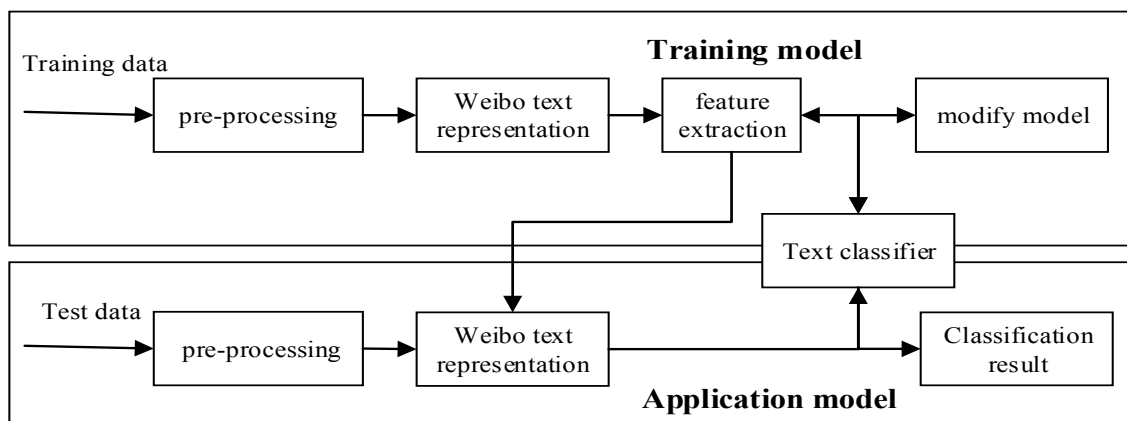 Training model
Training data
pre-processing
Weibo text
representation
feature
extraction
modify model
Text classifier
Test data
pre-processing
Weibo text
representation
Classification
result
Application model